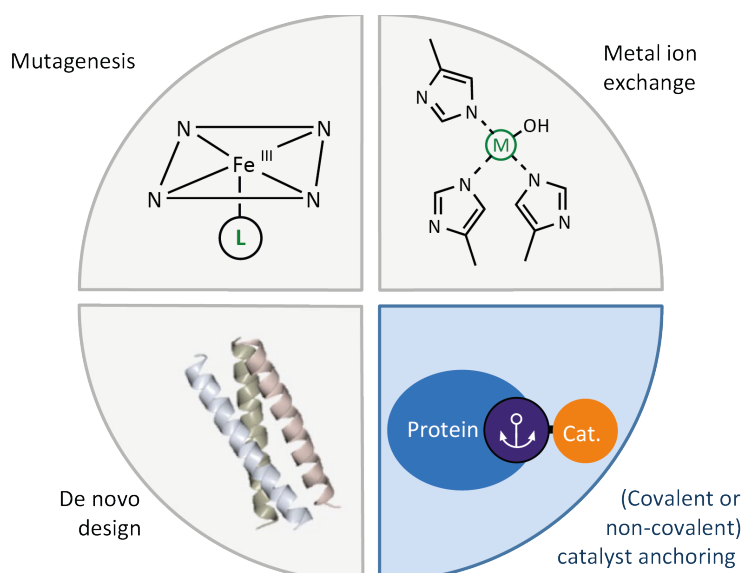 Mutagenesis
Metal ion
exchange
N
N
Fe III
N
N
L
N
N
M
OH
N
N
N
N
De novo
design
Protein
Cat.
(Covalent or
non-covalent)
catalyst anchoring